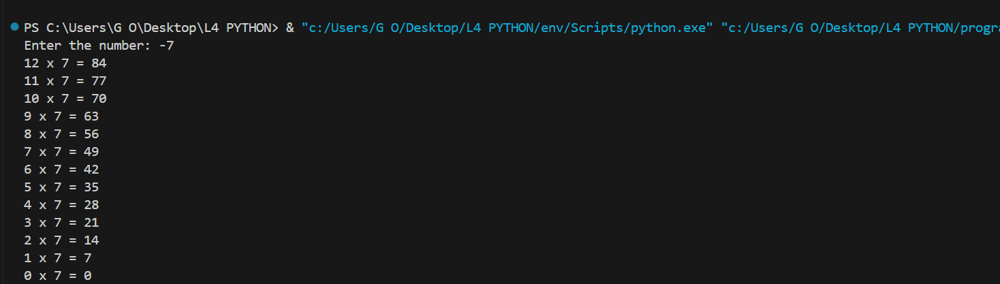 PS C:\Users\G O\Desktop\L4 PYTHON> & "c:/Users/G O/Desktop/L4 PYTHON/env/Scripts/python.exe" "c:/Users/G O/Desktop/L4 PYTHON/progra
Enter the number: -7
12 x 7 = 84
11 x 7 = 77
10 x 7 = 70
9 x 7 = 63
8 x 7 = 56
7 x 7 = 49
6 x 7 = 42
5 x 7 = 35
4 x 7 = 28
3 x 7 = 21
2 x 7 = 14
1 x 7 = 7
0 x 7 = 0